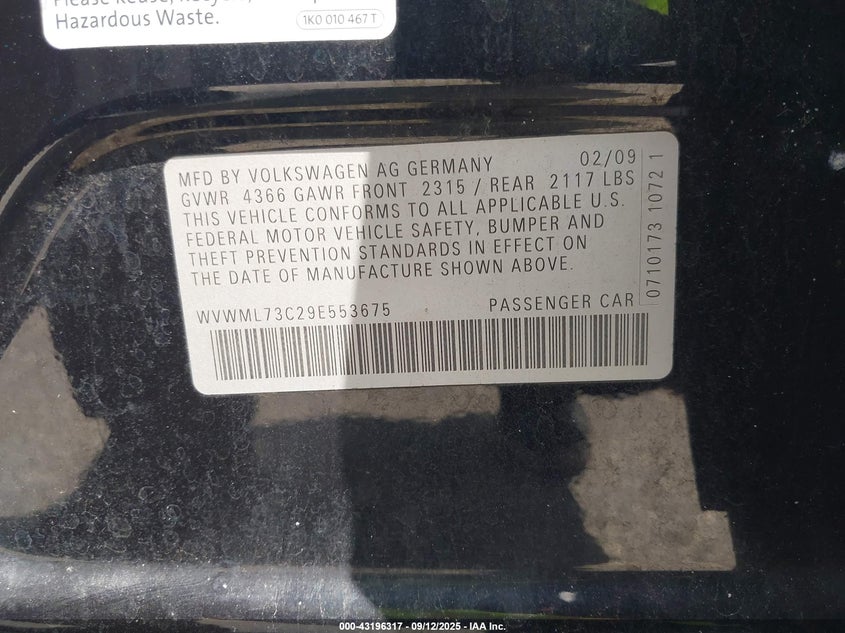 Hazardous Waste.
1K0 010 467 T
MFD BY VOLKSWAGEN AG GERMANY 02/09
GVWR 4366 GAWR FRONT 2315 / REAR 2117 LBS
THIS VEHICLE CONFORMS TO ALL APPLICABLE U.S.
FEDERAL MOTOR VEHICLE SAFETY, BUMPER AND
THEFT PREVENTION STANDARDS IN EFFECT ON
THE DATE OF MANUFACTURE SHOWN ABOVE.
WVWML73C29E553675 PASSENGER CAR
0710173 1072 1
000-43196317 - 09/12/2025 - IAA Inc.